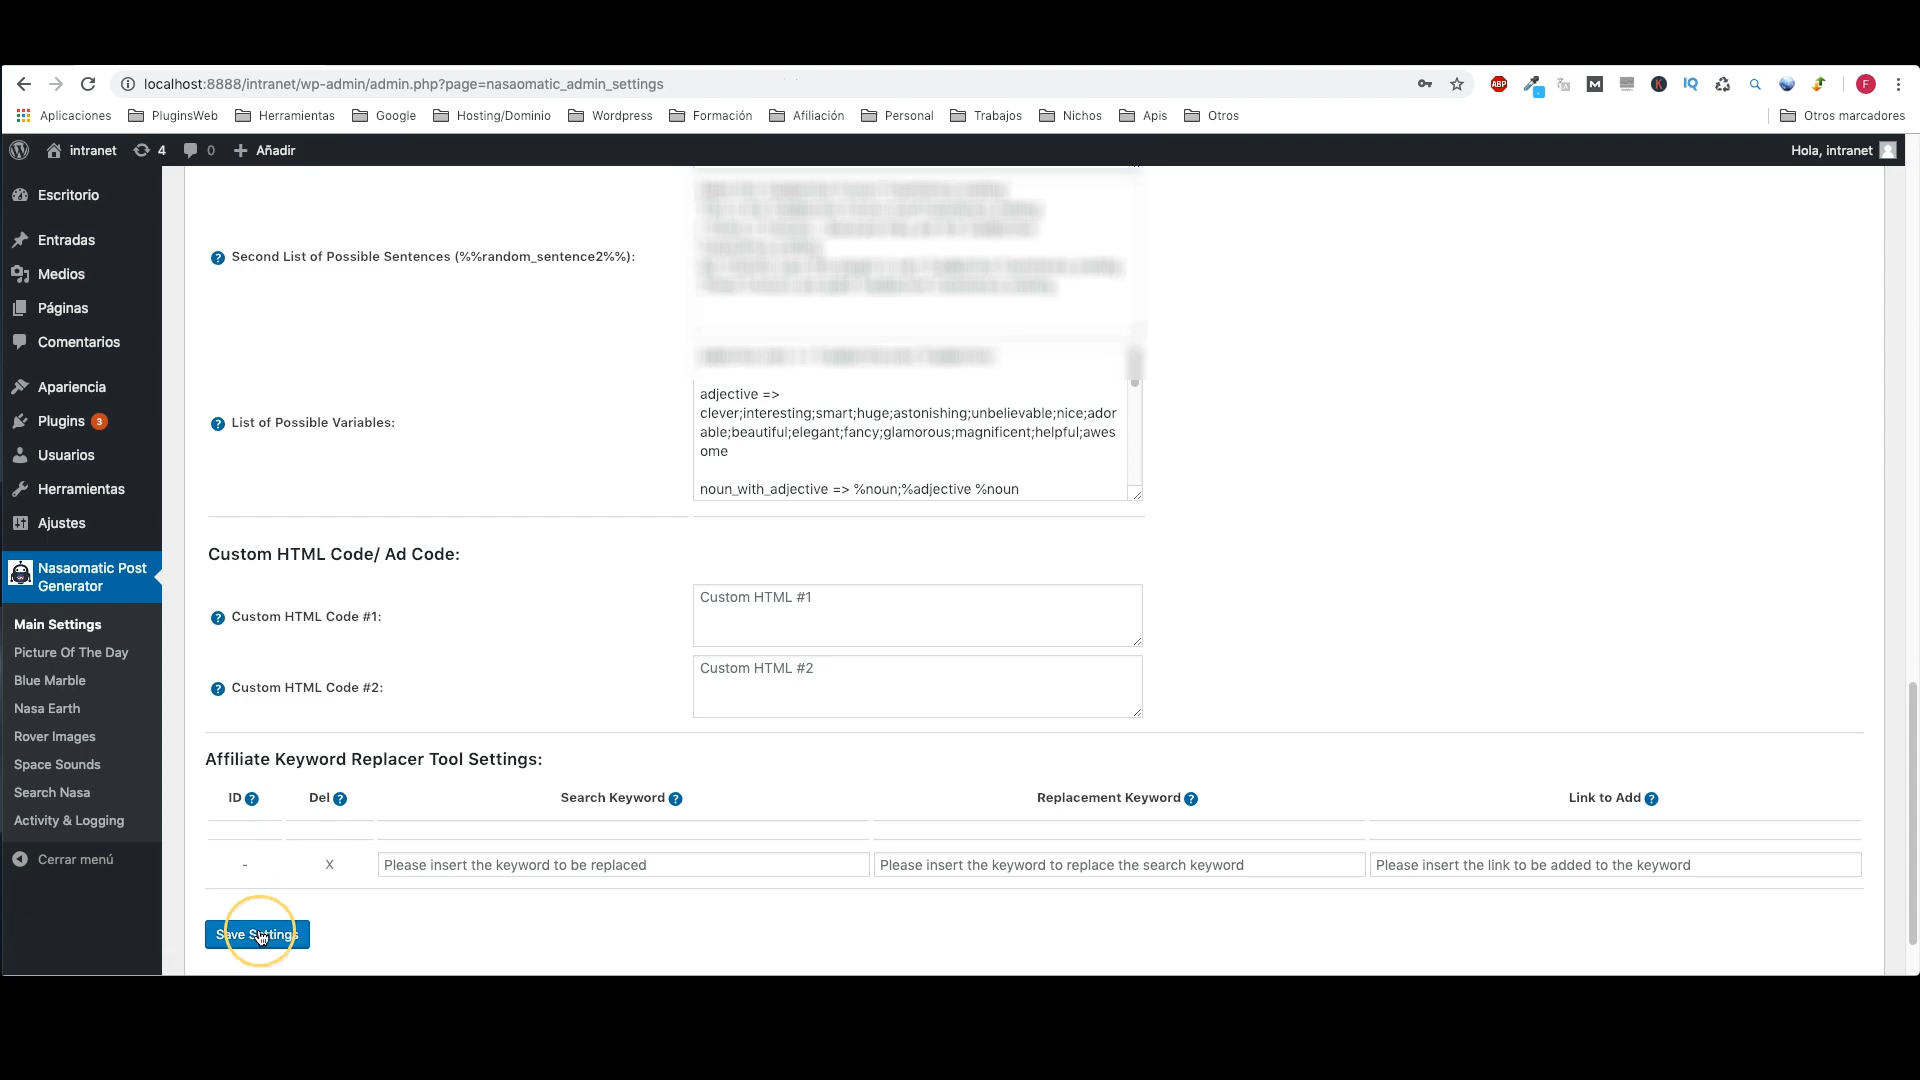 localhost:8888/intranet/wp-admin/admin.php?page=nasaomatic_admin_settings
ABP
M
K
IQ
F
Aplicaciones PluginsWeb Herramientas Google Hosting/Dominio Wordpress Formación Afiliación Personal Trabajos Nichos Apis Otros Otros marcadores
intranet 4 0 Añadir Hola, intranet
Escritorio
Entradas
Medios
Páginas
Comentarios
Apariencia
Plugins 3
Usuarios
Herramientas
Ajustes
Nasaomatic Post
Generator
Main Settings
Picture Of The Day
Blue Marble
Nasa Earth
Rover Images
Space Sounds
Search Nasa
Activity & Logging
Cerrar menú
? Second List of Possible Sentences (%%random_sentence2%%):
? List of Possible Variables:
adjective =>
clever;interesting;smart;huge;astonishing;unbelievable;nice;ador
able;beautiful;elegant;fancy;glamorous;magnificent;helpful;awes
ome
noun_with_adjective => %noun;%adjective %noun
Custom HTML Code/ Ad Code:
? Custom HTML Code #1:
Custom HTML #1
? Custom HTML Code #2:
Custom HTML #2
Affiliate Keyword Replacer Tool Settings:
ID ? Del ? Search Keyword ? Replacement Keyword ? Link to Add ?
- X Please insert the keyword to be replaced Please insert the keyword to replace the search keyword Please insert the link to be added to the keyword
Save Settings